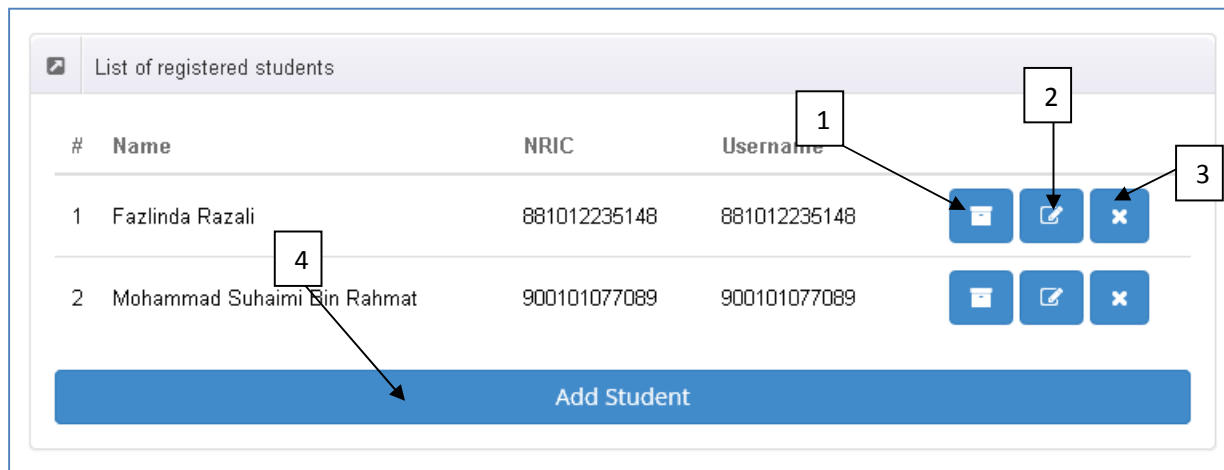 List of registered students
2
1
# Name NRIC Username
3
1 Fazlinda Razali 881012235148 881012235148
4
2 Mohammad Suhaimi Bin Rahmat 900101077089 900101077089
Add Student